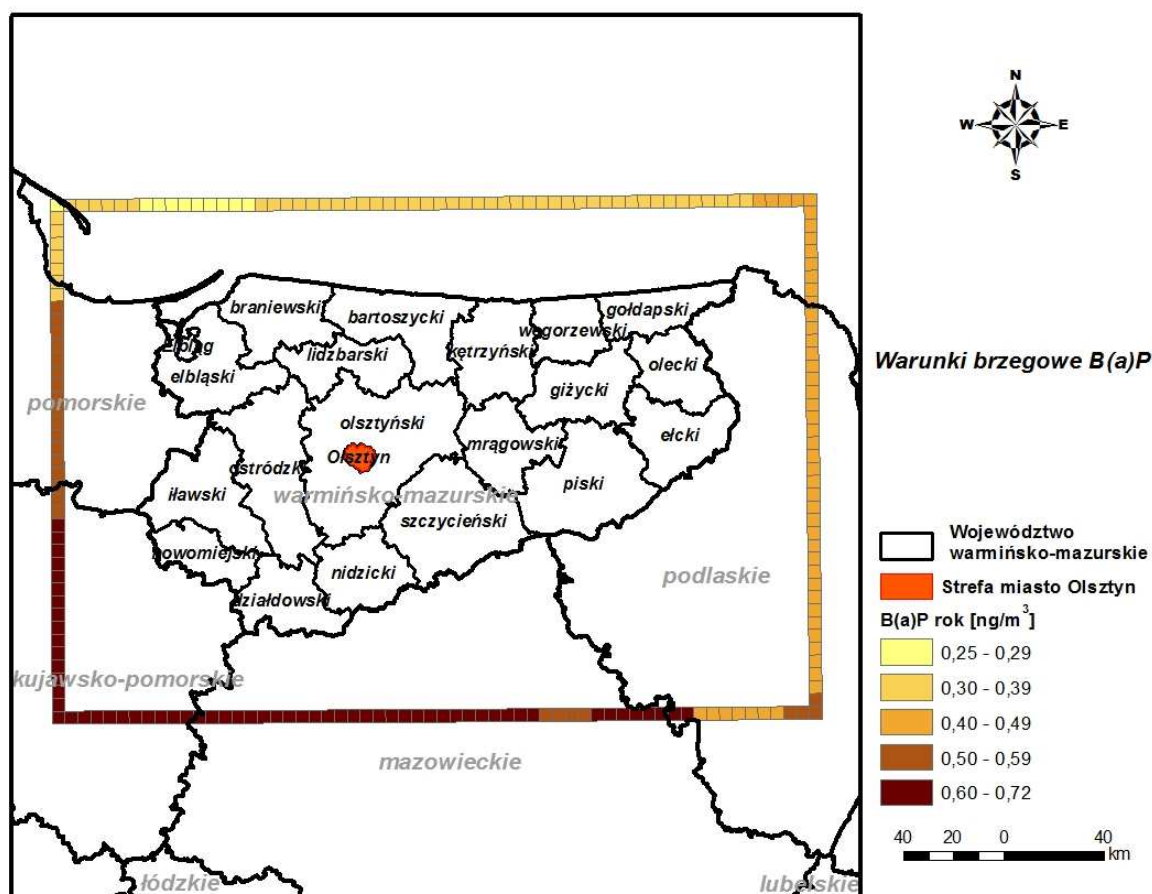 N
W E
S
braniewski
bartoszycki
gołdapski
węgorzewski
Elbląg
lidzbarski
kętrzyński
olecki
Warunki brzegowe B(a)P
elbląski
giżycki
pomorskie
olsztyński
ełcki
mrągowski
Olsztyn
ostródzki
iławski
piski
warmińsko-mazurskie
szczycieński
nowomiejski
nidzicki
podlaskie
działdowski
kujawsko-pomorskie
mazowieckie
łódzkie
lubelskie
Województwo
warmińsko-mazurskie
Strefa miasto Olsztyn
B(a)P rok [ng/m³]
0,25 - 0,29
0,30 - 0,39
0,40 - 0,49
0,50 - 0,59
0,60 - 0,72
40 20 0 40
km